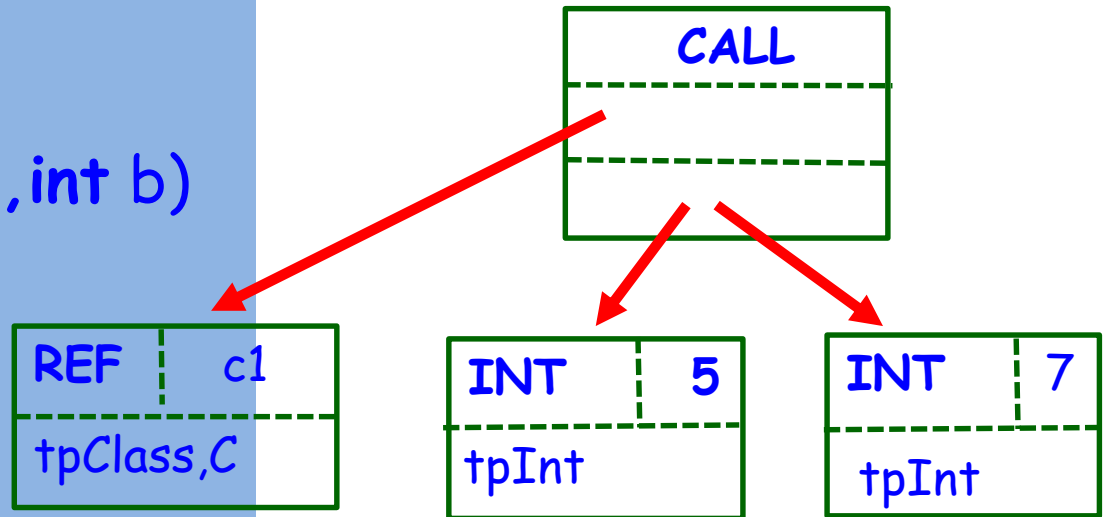 CALL
,int b)
REF c1
tpClass,C
INT 5
tpInt
INT 7
tpInt